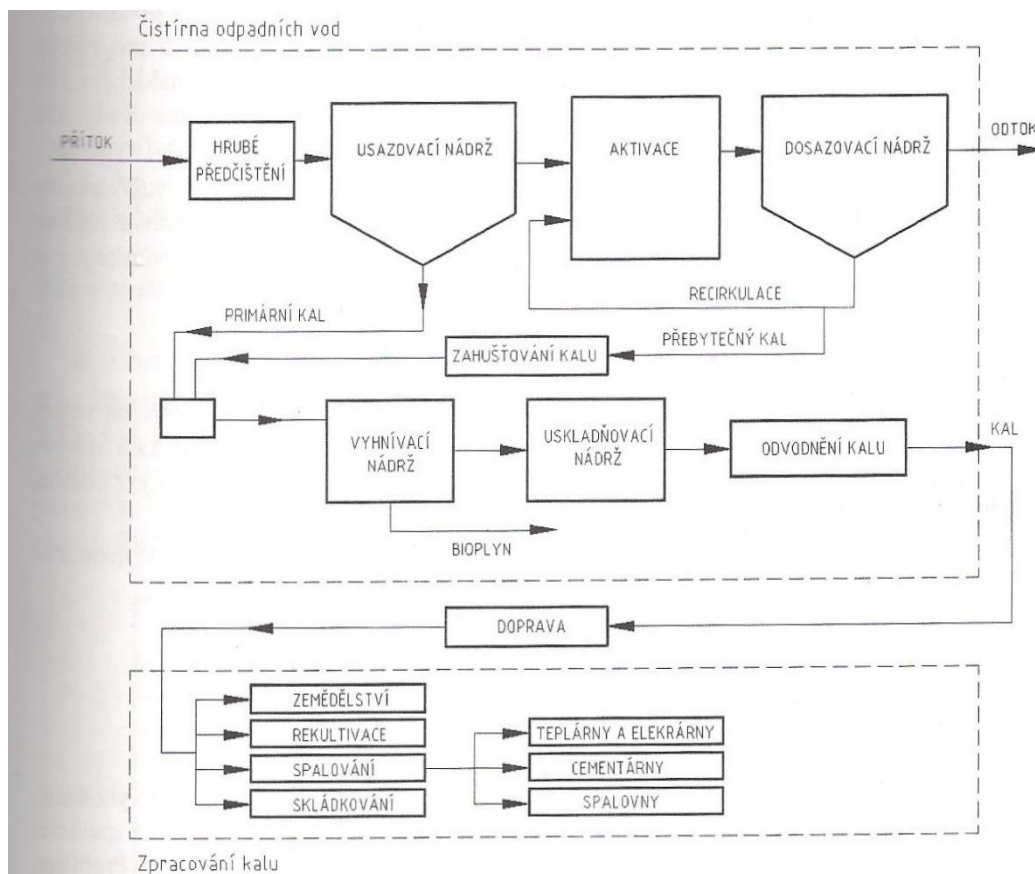 Čistírna odpadních vod
PŘÍTOK
HRUBÉ
PŘEDČIŠTĚNÍ
USAZOVACÍ NÁDRŽ
AKTIVACE
DOSAZOVACÍ NÁDRŽ
ODTOK
RECIRKULACE
PRIMÁRNÍ KAL
PŘEBYTEČNÝ KAL
ZAHUŠŤOVÁNÍ KALU
VYHNÍVACÍ
NÁDRŽ
USKLADŇOVACÍ
NÁDRŽ
ODVODNĚNÍ KALU
KAL
BIOPLYN
DOPRAVA
ZEMĚDĚLSTVÍ
REKULTIVACE
SPALOVÁNÍ
SKLÁDKOVÁNÍ
TEPLÁRNY A ELEKRÁRNY
CEMENTÁRNY
SPALOVNY
Zpracování kalu